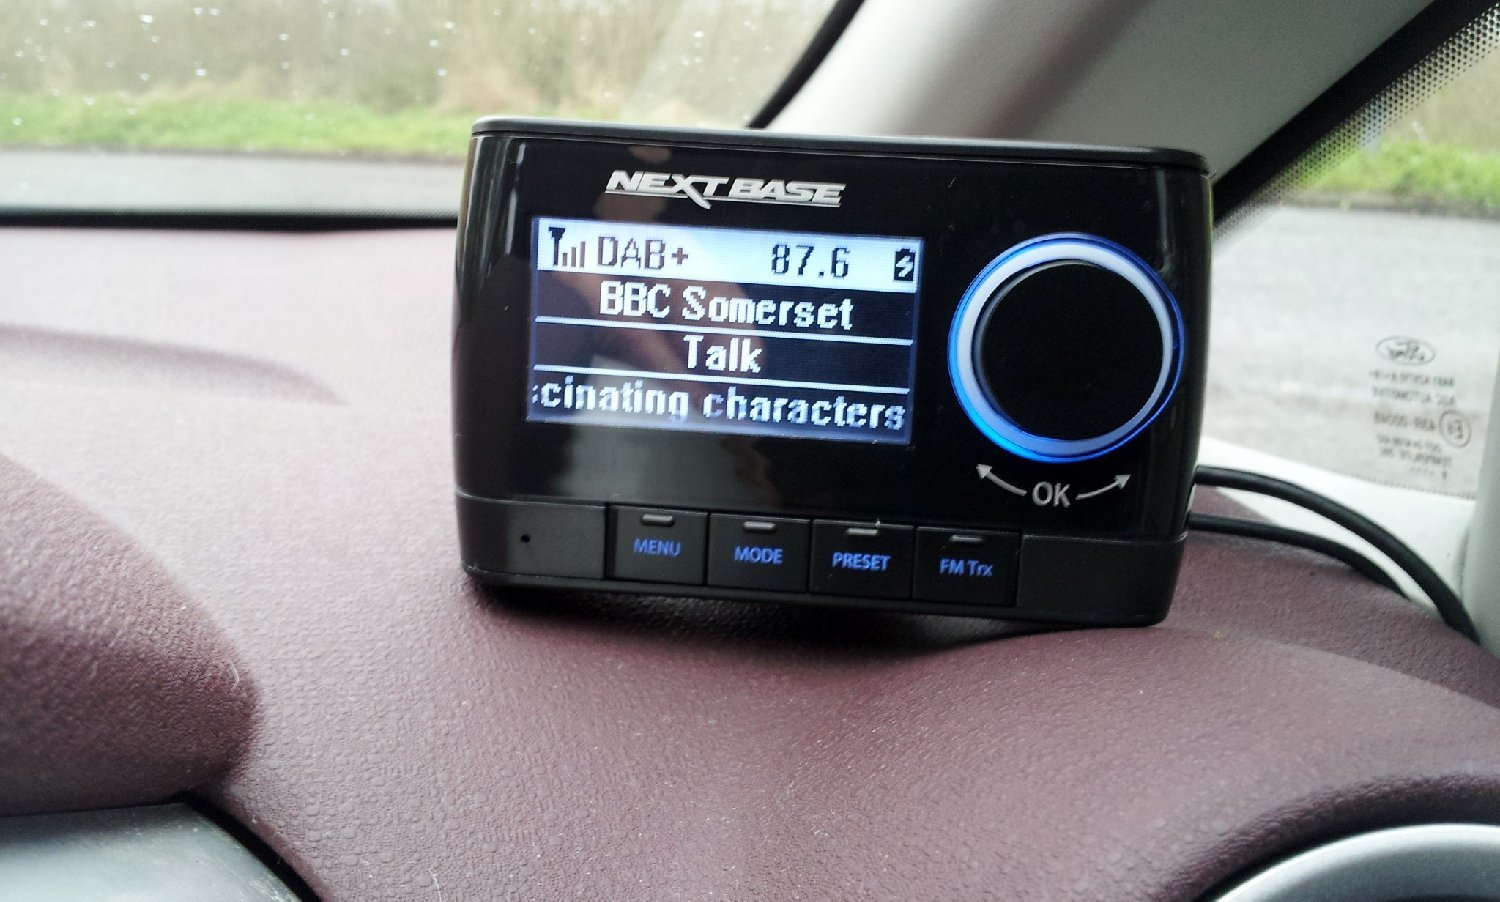 NEXTBASE
DAB+ 87.6
BBC Somerset
Talk
cinating characters
OK
MENU MODE PRESET FM Trx